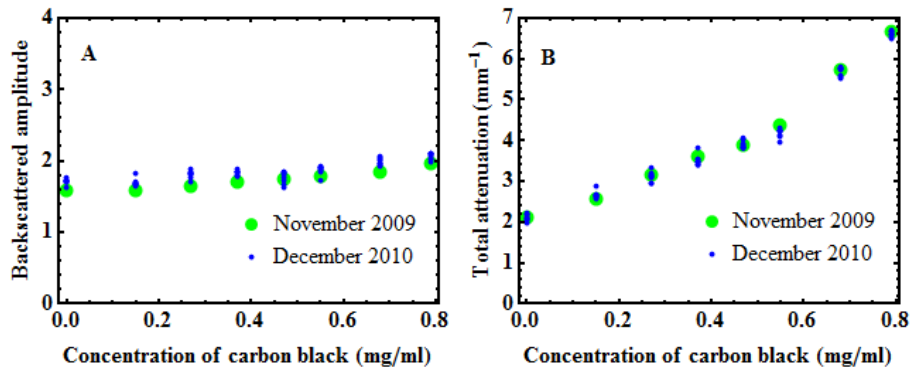 Backscattered amplitude
4
3
2
1
0
A
November 2009
December 2010
0.0 0.2 0.4 0.6 0.8
Concentration of carbon black (mg/ml)
Total attenuation (mm⁻¹)
7
6
5
4
3
2
1
0
B
November 2009
December 2010
0.0 0.2 0.4 0.6 0.8
Concentration of carbon black (mg/ml)